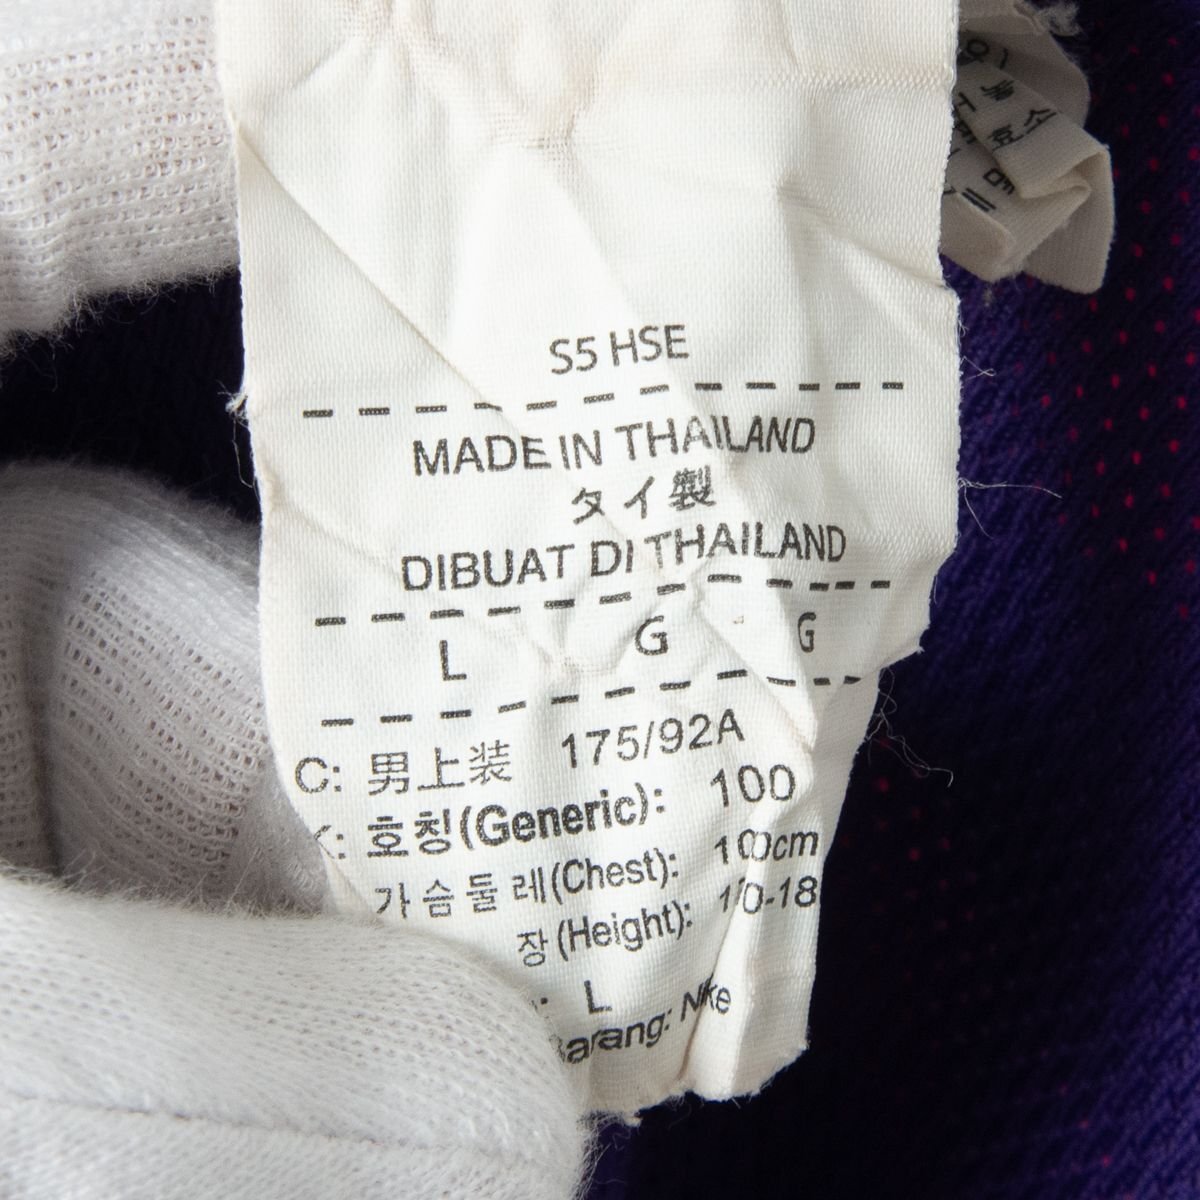 S5 HSE
MADE IN THAILAND
タイ製
DIBUAT DI THAILAND
L G G
C: 男上装 175/92A
호칭(Generic): 100
가슴둘레(Chest): 100cm
장(Height):
L
Barang: Nike